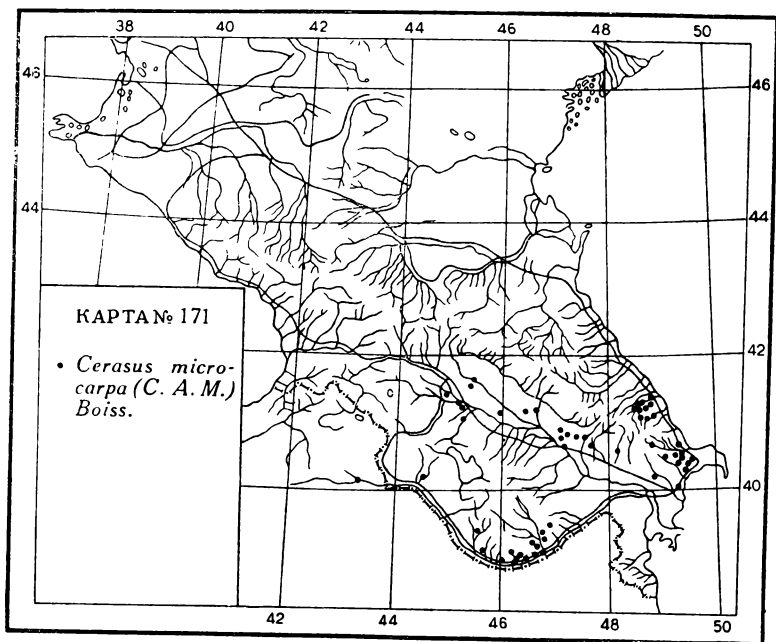 38 40 42 44 46 48 50
46 46
44 44
КАРТА № 171
• Cerasus micro-
carpa (C. A. M.)
Boiss.
42
40
42 44 46 48 50